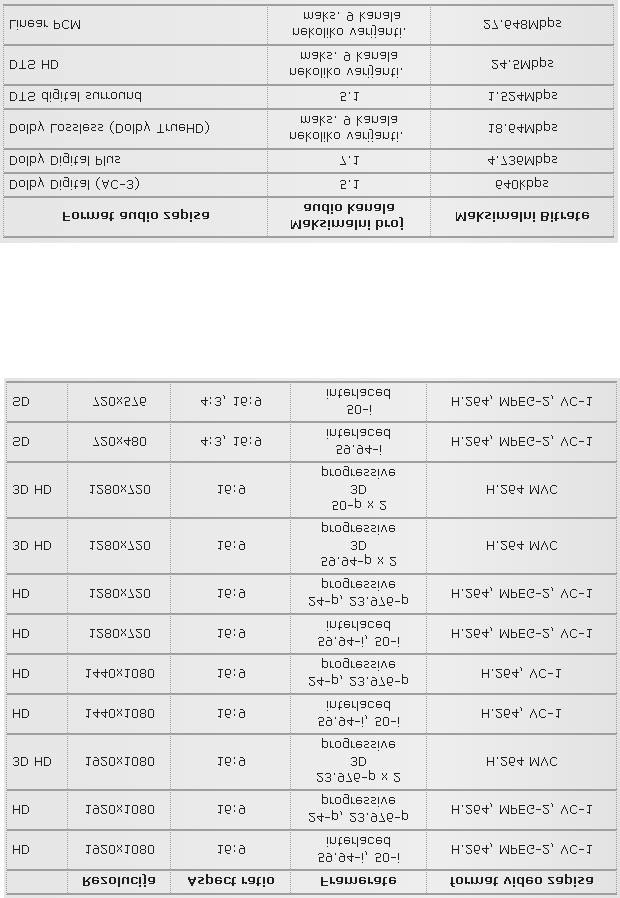 Rezolucija Aspect ratio Framerate format video zapisa
HD 1920x1080 16:9 59.94-i, 50-i
interlaced H.264, MPEG-2, VC-1
HD 1920x1080 16:9 24-p, 23.976-p
progressive H.264, MPEG-2, VC-1
3D HD 1920x1080 16:9 23.976-p x 2
3D
progressive H.264 MVC
HD 1440x1080 16:9 59.94-i, 50-i
interlaced H.264, VC-1
HD 1440x1080 16:9 24-p, 23.976-p
progressive H.264, VC-1
HD 1280x720 16:9 59.94-i, 50-i
interlaced H.264, MPEG-2, VC-1
HD 1280x720 16:9 24-p, 23.976-p
progressive H.264, MPEG-2, VC-1
3D HD 1280x720 16:9 59.94-p x 2
3D
progressive H.264 MVC
3D HD 1280x720 16:9 50-p x 2
3D
progressive H.264 MVC
SD 720x480 4:3, 16:9 59.94-i
interlaced H.264, MPEG-2, VC-1
SD 720x576 4:3, 16:9 50-i
interlaced H.264, MPEG-2, VC-1
Format audio zapisa Maksimalni broj
audio kanala Maksimalni Bitrate
Dolby Digital (AC-3) 5.1 640kbps
Dolby Digital Plus 7.1 4.736Mbps
Dolby Lossless (Dolby TrueHD) nekoliko varijanti.
maks. 9 kanala 18.64Mbps
DTS digital surround 5.1 1.524Mbps
DTS HD nekoliko varijanti.
maks. 9 kanala 24.5Mbps
Linear PCM nekoliko varijanti.
maks. 9 kanala 27.648Mbps